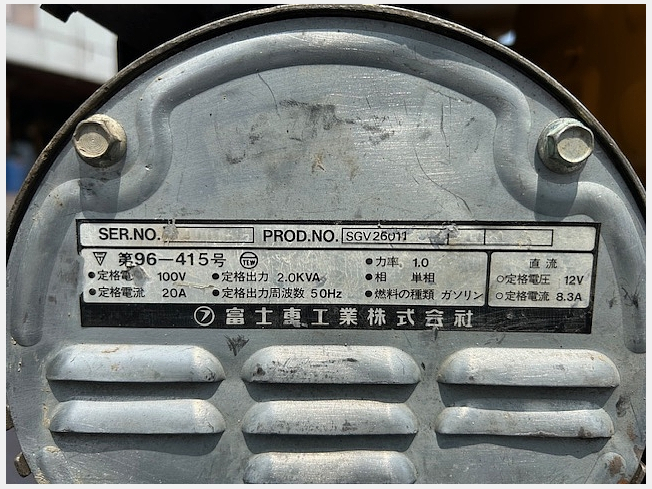 SER.NO. PROD.NO. SGV26011
▽ 第96-415号 TEW
•定格電 100V •定格出力 2.0KVA •力率 1.0
•定格電流 20A •定格出力周波数 50Hz •相 単相
•燃料の種類 ガソリン
直流
○定格電圧 12V
○定格電流 8.3A
富士重工業株式会社